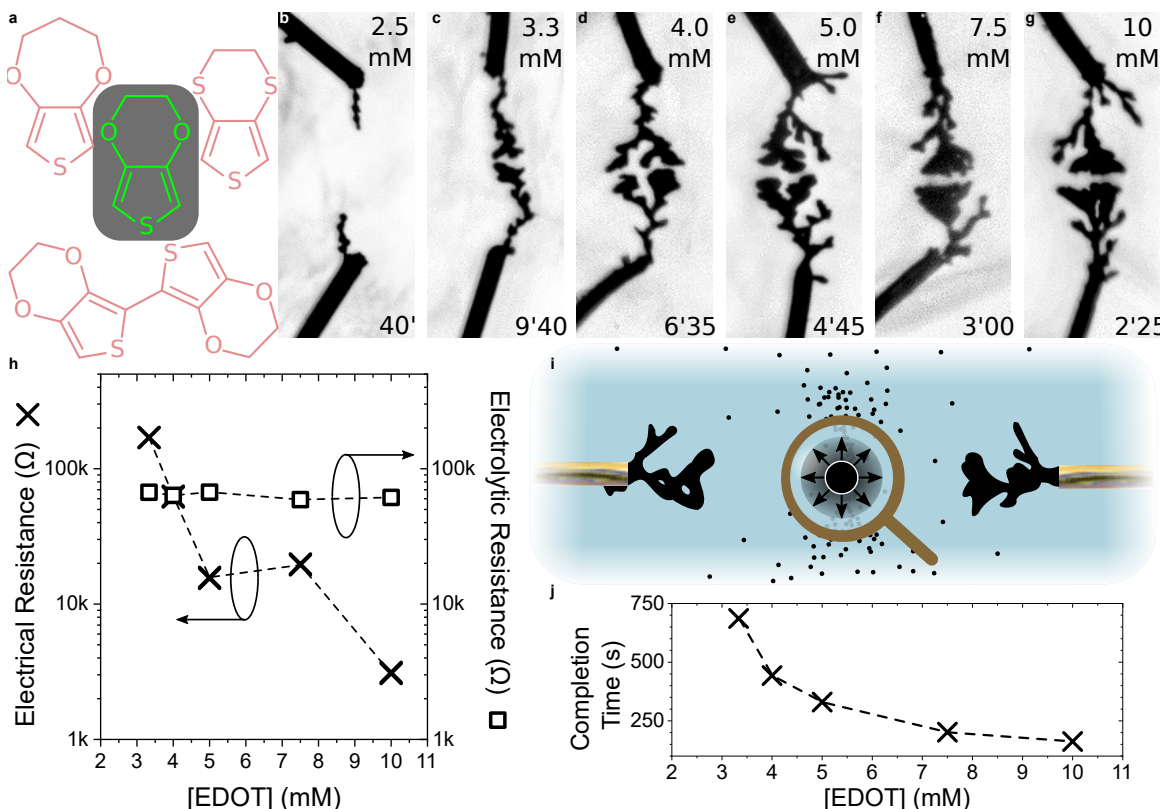 a
O
O
S
S
S
S
O
O
S
O
O
S
S
O
O
b
2.5
mM
40'
c
3.3
mM
9'40
d
4.0
mM
6'35
e
5.0
mM
4'45
f
7.5
mM
3'00
g
10
mM
2'25
h
Electrical Resistance (Ω)
100k
10k
1k
2 3 4 5 6 7 8 9 10 11
[EDOT] (mM)
100k
10k
1k
Electrolytic Resistance (Ω)
i
j
Completion
Time (s)
750
500
250
2 3 4 5 6 7 8 9 10 11
[EDOT] (mM)